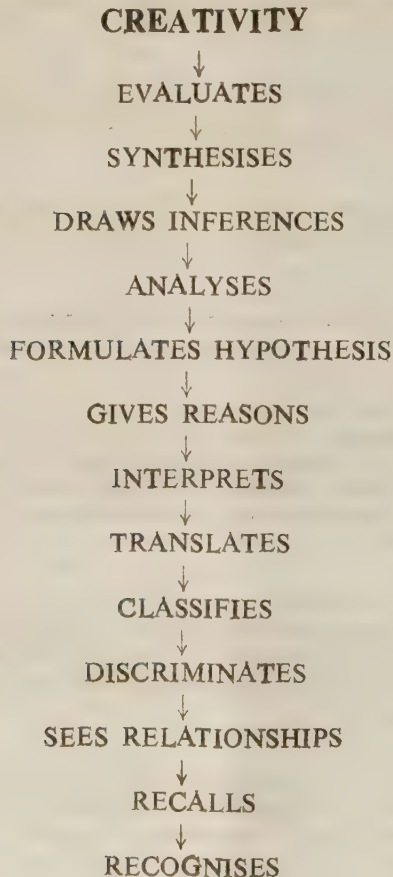 CREATIVITY
↓
EVALUATES
↓
SYNTHESISES
↓
DRAWS INFERENCES
↓
ANALYSES
↓
FORMULATES HYPOTHESIS
↓
GIVES REASONS
↓
INTERPRETS
↓
TRANSLATES
↓
CLASSIFIES
↓
DISCRIMINATES
↓
SEES RELATIONSHIPS
↓
RECALLS
↓
RECOGNISES